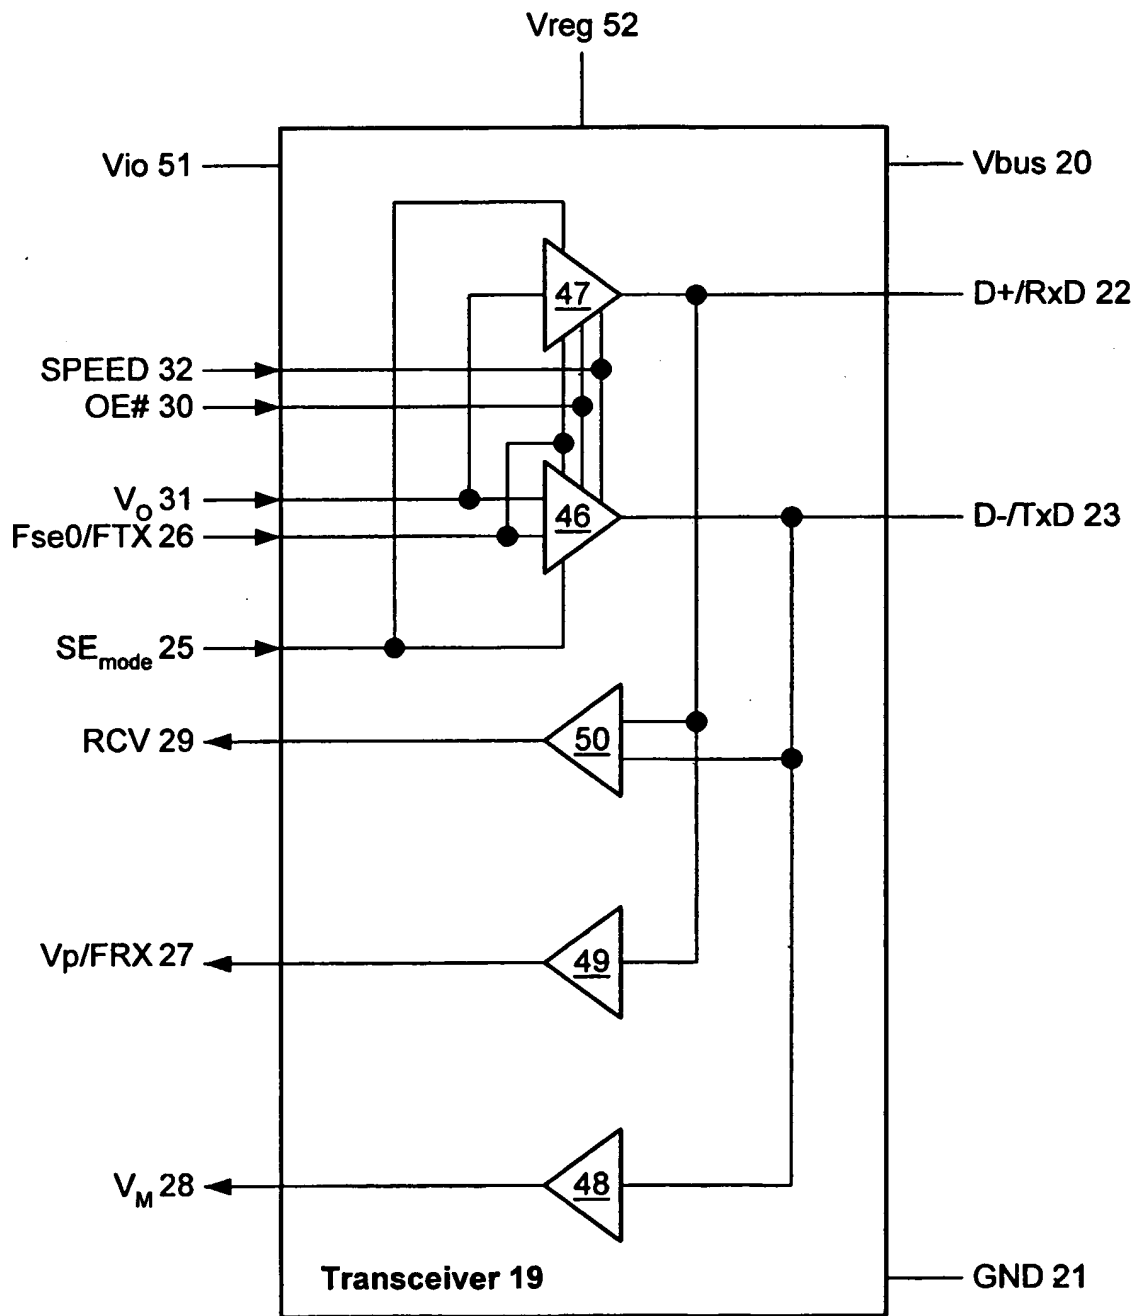 Vreg 52
Vio 51
Vbus 20
47
D+/RxD 22
SPEED 32
OE# 30
VO 31
46
D-/TxD 23
Fse0/FTX 26
SEmode 25
RCV 29
50
Vp/FRX 27
49
VM 28
48
Transceiver 19
GND 21